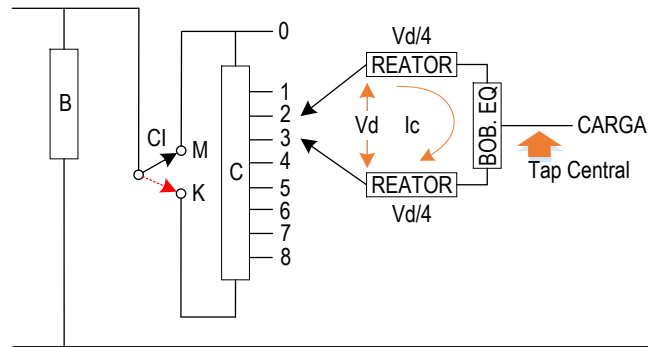 0
Vd/4
REATOR
1
2
B
CI
M
3
Vd
Ic
BOB. EQ
CARGA
C
4
K
5
REATOR
Tap Central
6
Vd/4
7
8